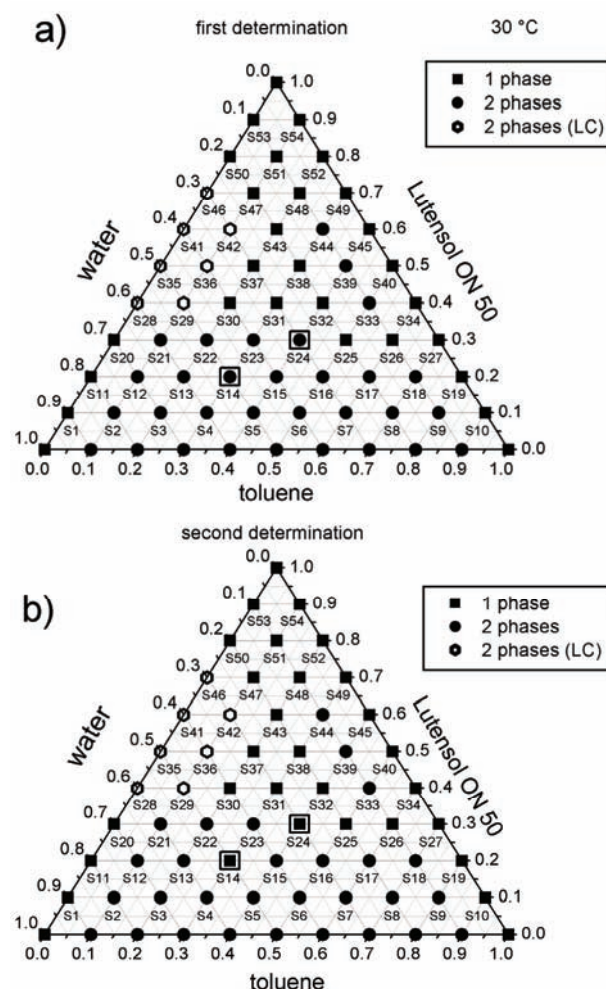 a)
first determination
30 °C
1 phase
2 phases
2 phases (LC)
0.0 1.0
0.1 0.9
S53 S54
0.2 0.8
S50 S51 S52
0.3 0.7
S46 S47 S48 S49
0.4 0.6
S41 S42 S43 S44 S45
0.5 0.5
S35 S36 S37 S38 S39 S40
0.6 0.4
S28 S29 S30 S31 S32 S33 S34
0.7 0.3
S20 S21 S22 S23 S24 S25 S26 S27
0.8 0.2
S11 S12 S13 S14 S15 S16 S17 S18 S19
0.9 0.1
S1 S2 S3 S4 S5 S6 S7 S8 S9 S10
1.0 0.0
0.0 0.1 0.2 0.3 0.4 0.5 0.6 0.7 0.8 0.9 1.0
water
Lutensol ON 50
toluene
second determination
b)
1 phase
2 phases
2 phases (LC)
0.0 1.0
0.1 0.9
S53 S54
0.2 0.8
S50 S51 S52
0.3 0.7
S46 S47 S48 S49
0.4 0.6
S41 S42 S43 S44 S45
0.5 0.5
S35 S36 S37 S38 S39 S40
0.6 0.4
S28 S29 S30 S31 S32 S33 S34
0.7 0.3
S20 S21 S22 S23 S24 S25 S26 S27
0.8 0.2
S11 S12 S13 S14 S15 S16 S17 S18 S19
0.9 0.1
S1 S2 S3 S4 S5 S6 S7 S8 S9 S10
1.0 0.0
0.0 0.1 0.2 0.3 0.4 0.5 0.6 0.7 0.8 0.9 1.0
water
Lutensol ON 50
toluene